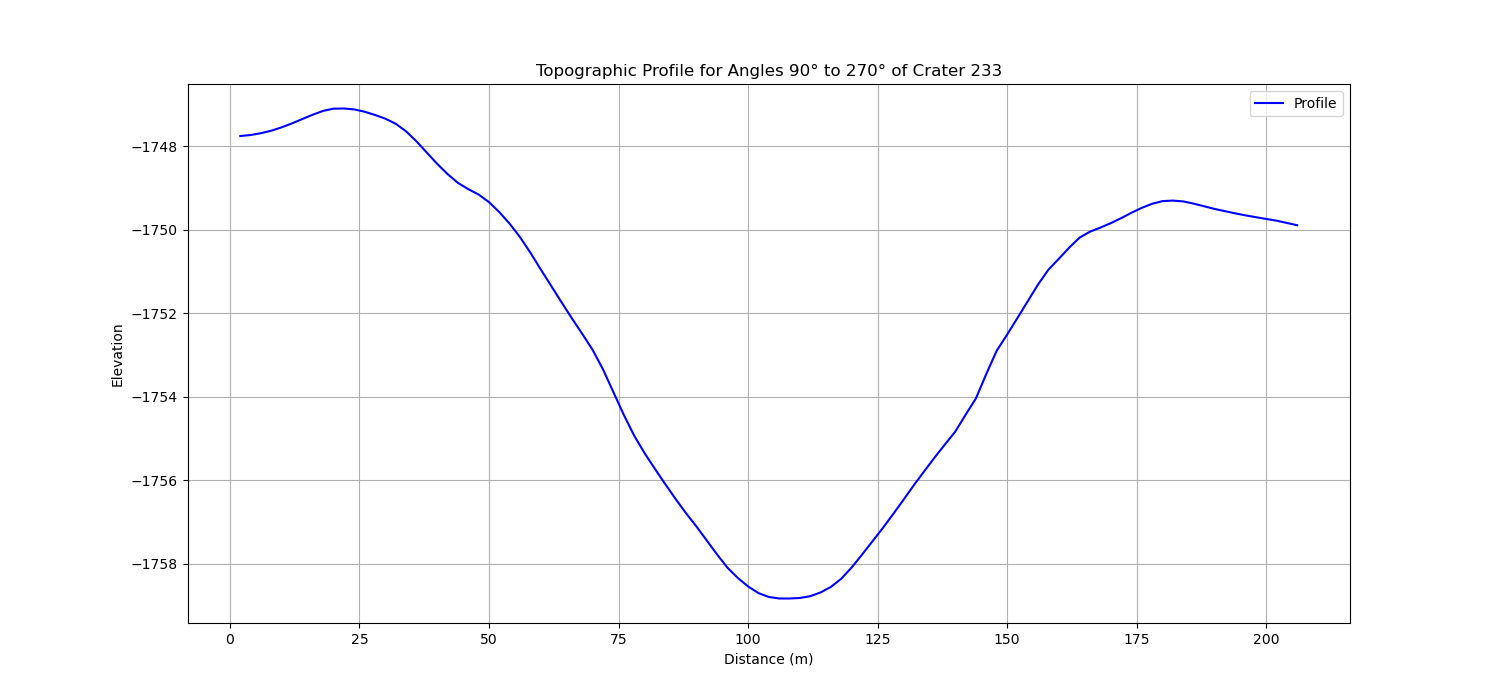 Topographic Profile for Angles 90° to 270° of Crater 233
Profile
Elevation
−1748
−1750
−1752
−1754
−1756
−1758
0 25 50 75 100 125 150 175 200
Distance (m)